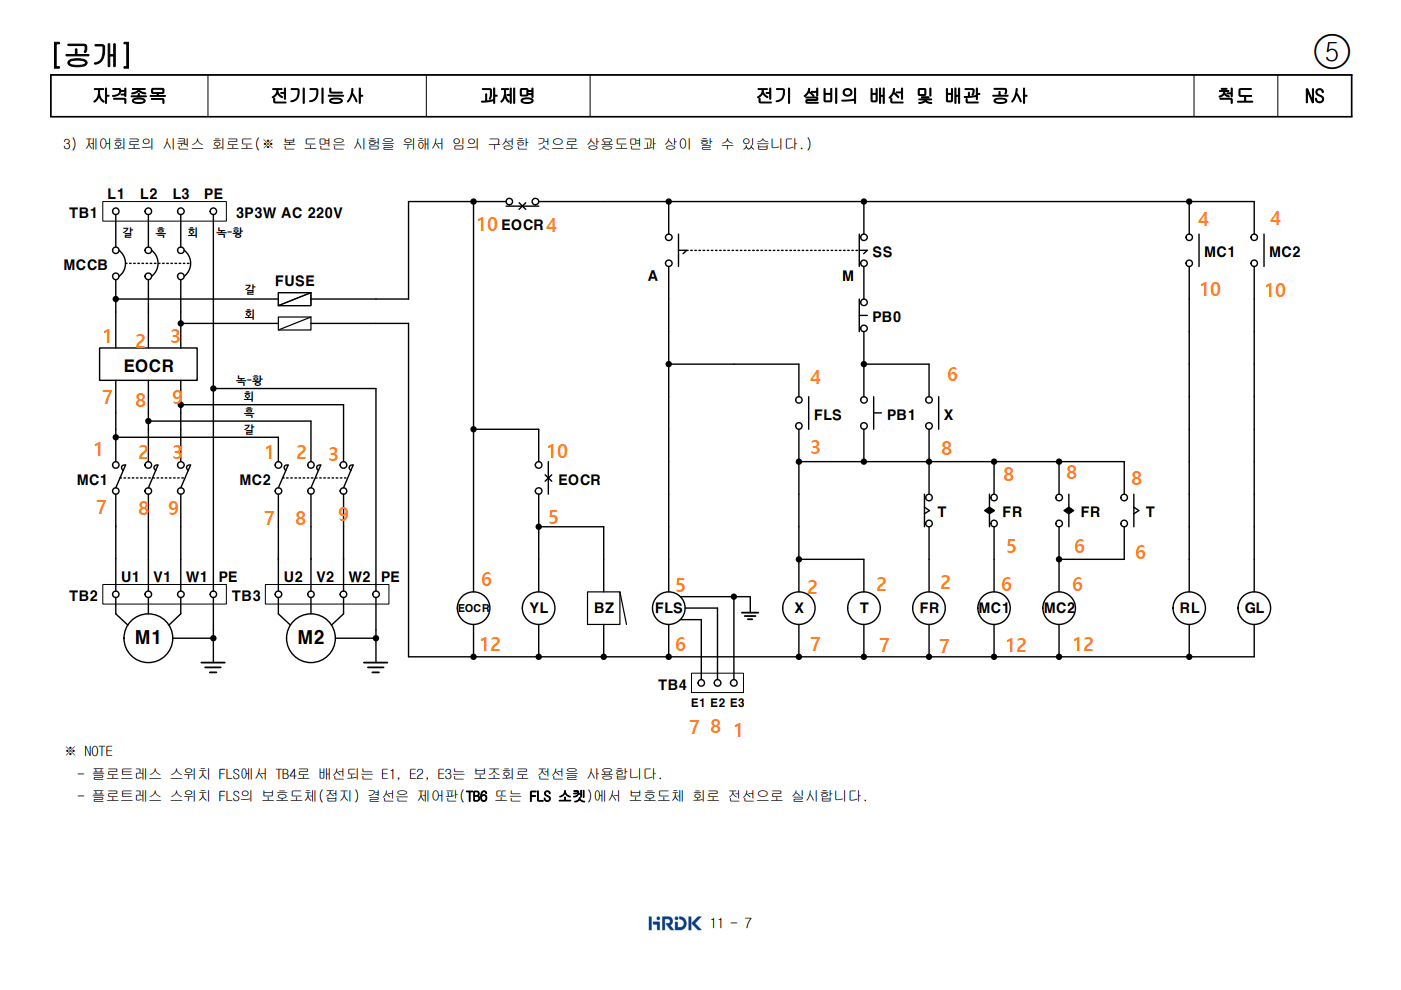 [공개]
⑤
자격종목 전기기능사 과제명 전기 설비의 배선 및 배관 공사 척도 NS
3) 제어회로의 시퀀스 회로도(※ 본 도면은 시험을 위해서 임의 구성한 것으로 상용도면과 상이 할 수 있습니다.)
L1 L2 L3 PE
TB1 3P3W AC 220V
갈 흑 회 녹-황
10 EOCR 4
4 4
MCCB
A M SS
MC1 MC2
FUSE
갈
10 10
회
PB0
1 2 3
EOCR
7 8 9
녹-황
회
흑
갈
4 6
FLS PB1 X
3 8
1 2 3 1 2 3
MC1 MC2
7 8 9 7 8 9
10
EOCR
5
8 8 8
T FR FR T
5 6 6
U1 V1 W1 PE U2 V2 W2 PE
TB2 TB3
M1 M2
6 5 2 2 2 6 6
EOCR YL BZ FLS X T FR MC1 MC2 RL GL
12 6 7 7 7 12 12
TB4
E1 E2 E3
7 8 1
※ NOTE
- 플로트레스 스위치 FLS에서 TB4로 배선되는 E1, E2, E3는 보조회로 전선을 사용합니다.
- 플로트레스 스위치 FLS의 보호도체(접지) 결선은 제어판(TB6 또는 FLS 소켓)에서 보호도체 회로 전선으로 실시합니다.
HRDK 11 - 7